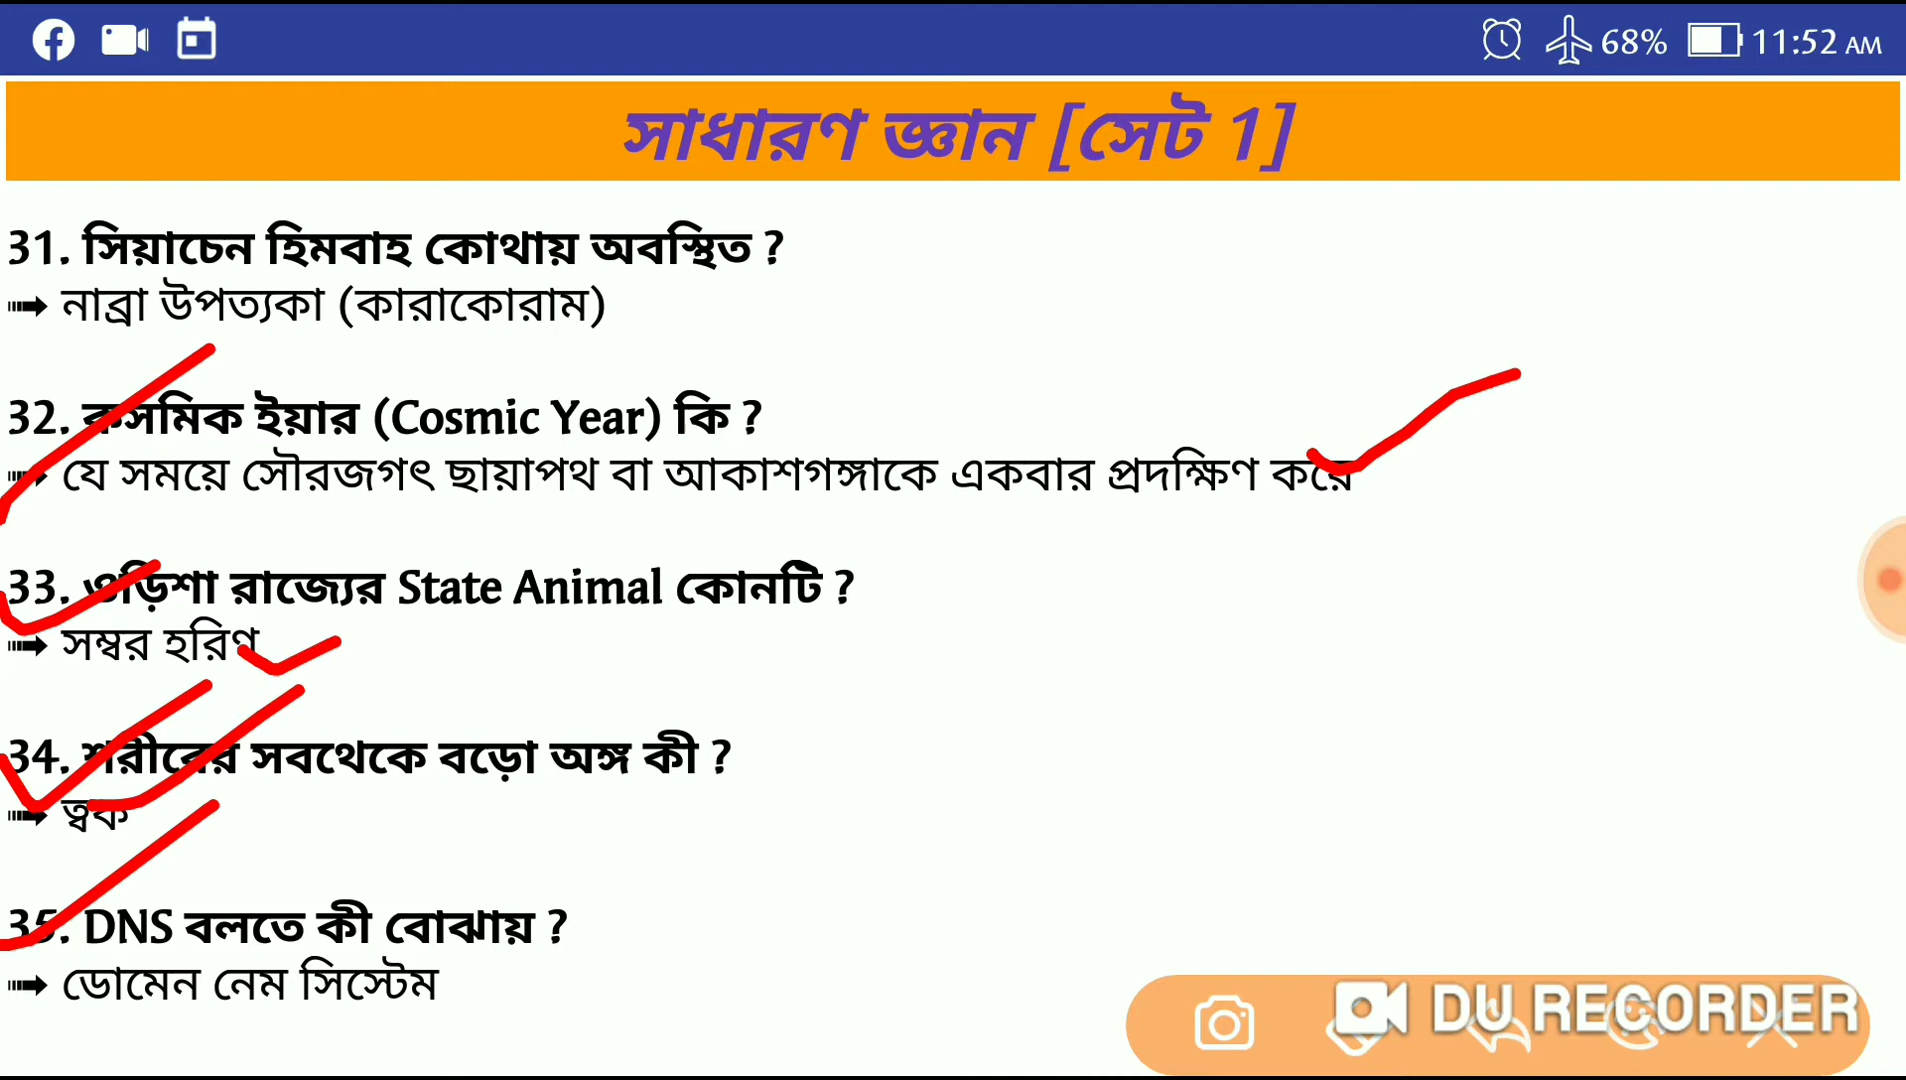 68% 11:52 AM
সাধারণ জ্ঞান [সেট 1]
31. সিয়াচেন হিমবাহ কোথায় অবস্থিত ?
➟ নাব্রা উপত্যকা (কারাকোরাম)
32. কসমিক ইয়ার (Cosmic Year) কি ?
➟ যে সময়ে সৌরজগৎ ছায়াপথ বা আকাশগঙ্গাকে একবার প্রদক্ষিণ করে
33. ওড়িশা রাজ্যের State Animal কোনটি ?
➟ সম্বর হরিণ
34. শরীরের সবথেকে বড়ো অঙ্গ কী ?
➟ ত্বক
35. DNS বলতে কী বোঝায় ?
➟ ডোমেন নেম সিস্টেম
DU RECORDER